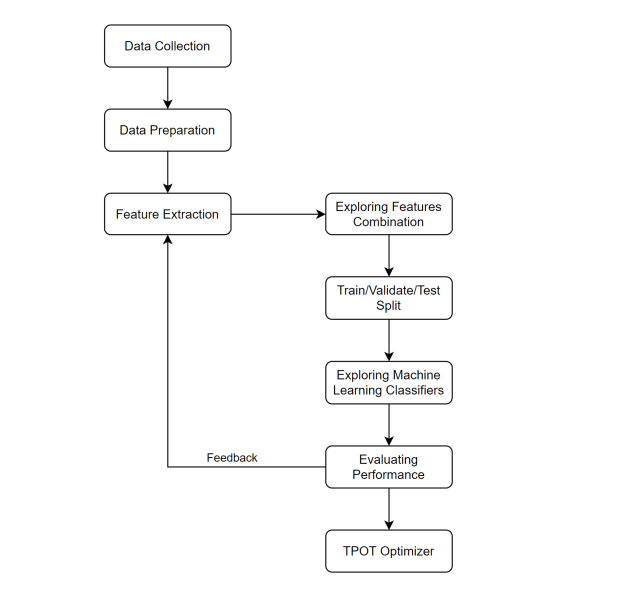 Data Collection
Data Preparation
Feature Extraction
Exploring Features
Combination
Train/Validate/Test
Split
Exploring Machine
Learning Classifiers
Feedback
Evaluating
Performance
TPOT Optimizer